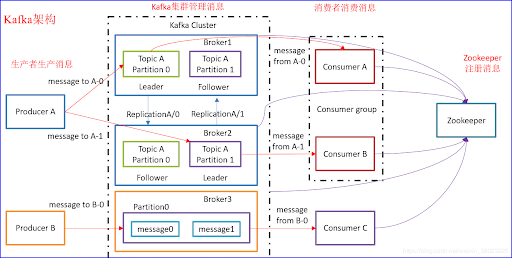 Kafka架构
Kafka集群管理消息
消费者消费消息
Zookeeper
注册消息
生产者生产消息
Kafka Cluster
Broker1
Topic A
Partition 0
Topic A
Partition 1
Leader
Follower
message to A-0
message
from A-0
Consumer A
Producer A
ReplicationA/0
ReplicationA/1
Consumer group
Zookeeper
message to A-1
Broker2
Topic A
Partition 0
Topic A
Partition 1
Follower
Leader
message
from A-1
Consumer B
Broker3
Partition0
message0
message1
message to B-0
message
from B-0
Producer B
Consumer C